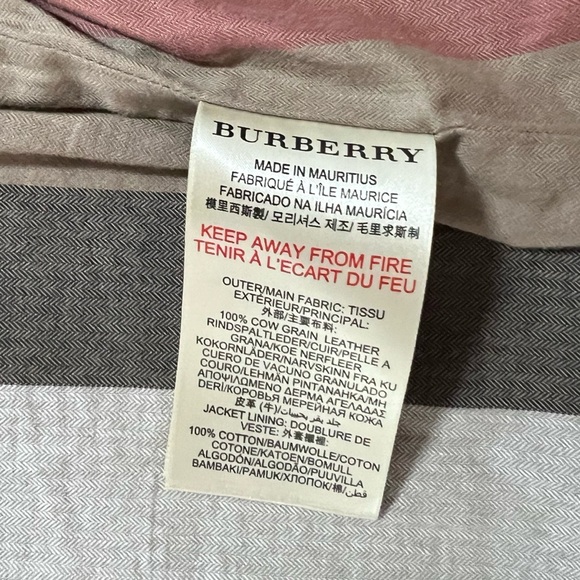 BURBERRY
MADE IN MAURITIUS
FABRIQUÉ À L'ÎLE MAURICE
FABRICADO NA ILHA MAURÍCIA
模里西斯製/ 모리셔스 제조/ 毛里求斯制
KEEP AWAY FROM FIRE
TENIR À L'ECART DU FEU
OUTER/MAIN FABRIC: TISSU
EXTÉRIEUR/PRINCIPAL:
外部/主要布料:
100% COW GRAIN LEATHER
RINDSPALTLEDER/CUIR/PELLE A
GRANA/KOE NERFLEER
KOKORNLÄDER/NARVSKINN FRA KU
CUERO DE VACUNO GRANULADO
COURO/LEHMÄN PINTANAHKA/ΜΗ
ΑΠΟΨΙΛΩΜΕΝΟ ΔΕΡΜΑ ΑΓΕΛΑΔΑΣ
DERİ/КОРОВЬЯ МЕРЕЙНАЯ КОЖА
皮革 (牛)/ جلد بقر بحبيبات/
JACKET LINING: DOUBLURE DE
VESTE: 外套襯裡:
100% COTTON/BAUMWOLLE/COTON
COTONE/KATOEN/BOMULL
ALGODÓN/ALGODÃO/PUUVILLA
BAMBAKI/PAMUK/ХЛОПОК/棉/قطن/